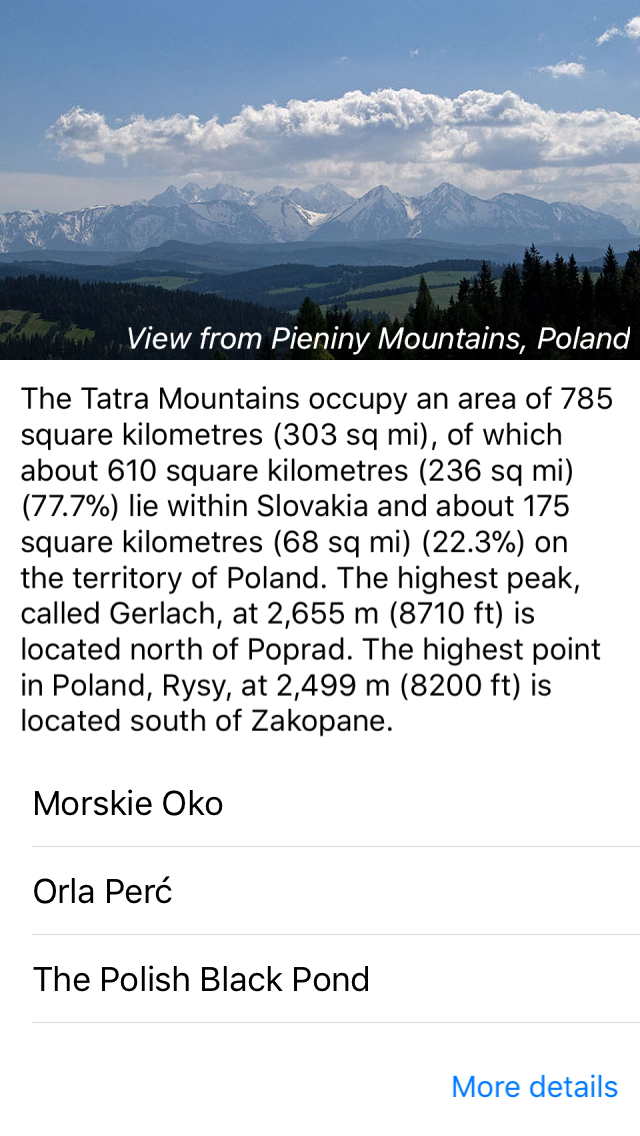 View from Pieniny Mountains, Poland
The Tatra Mountains occupy an area of 785
square kilometres (303 sq mi), of which
about 610 square kilometres (236 sq mi)
(77.7%) lie within Slovakia and about 175
square kilometres (68 sq mi) (22.3%) on
the territory of Poland. The highest peak,
called Gerlach, at 2,655 m (8710 ft) is
located north of Poprad. The highest point
in Poland, Rysy, at 2,499 m (8200 ft) is
located south of Zakopane.
Morskie Oko
Orla Perć
The Polish Black Pond
More details